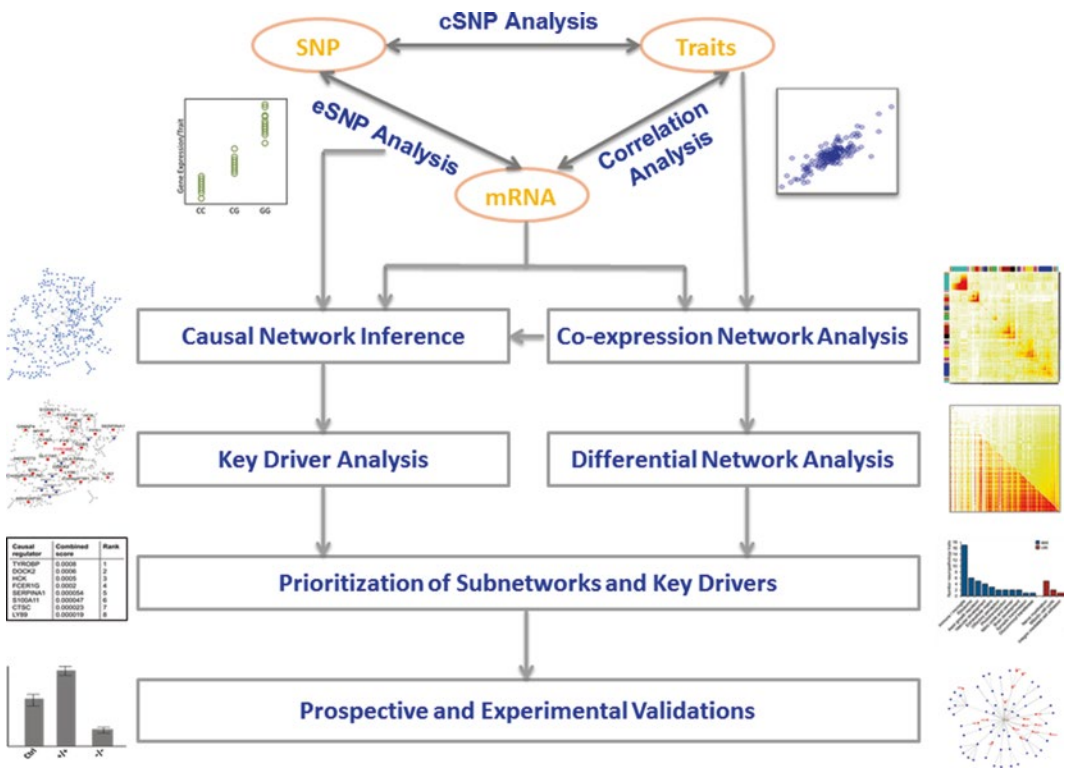 cSNP Analysis
SNP
Traits
eSNP Analysis
Correlation
Analysis
mRNA
Gene Expression/Trait
CC CG GG
Causal Network Inference
Co-expression Network Analysis
Key Driver Analysis
Differential Network Analysis
Causal regulator Combined score Rank
TYROBP 0.0008 1
DOCK2 0.0006 2
HCK 0.0005 3
FCER1G 0.0002 4
SERPINA1 0.000054 5
S100A11 0.000047 6
CTSC 0.000023 7
LY89 0.000019 8
Prioritization of Subnetworks and Key Drivers
Ctrl +/+ -/-
Prospective and Experimental Validations